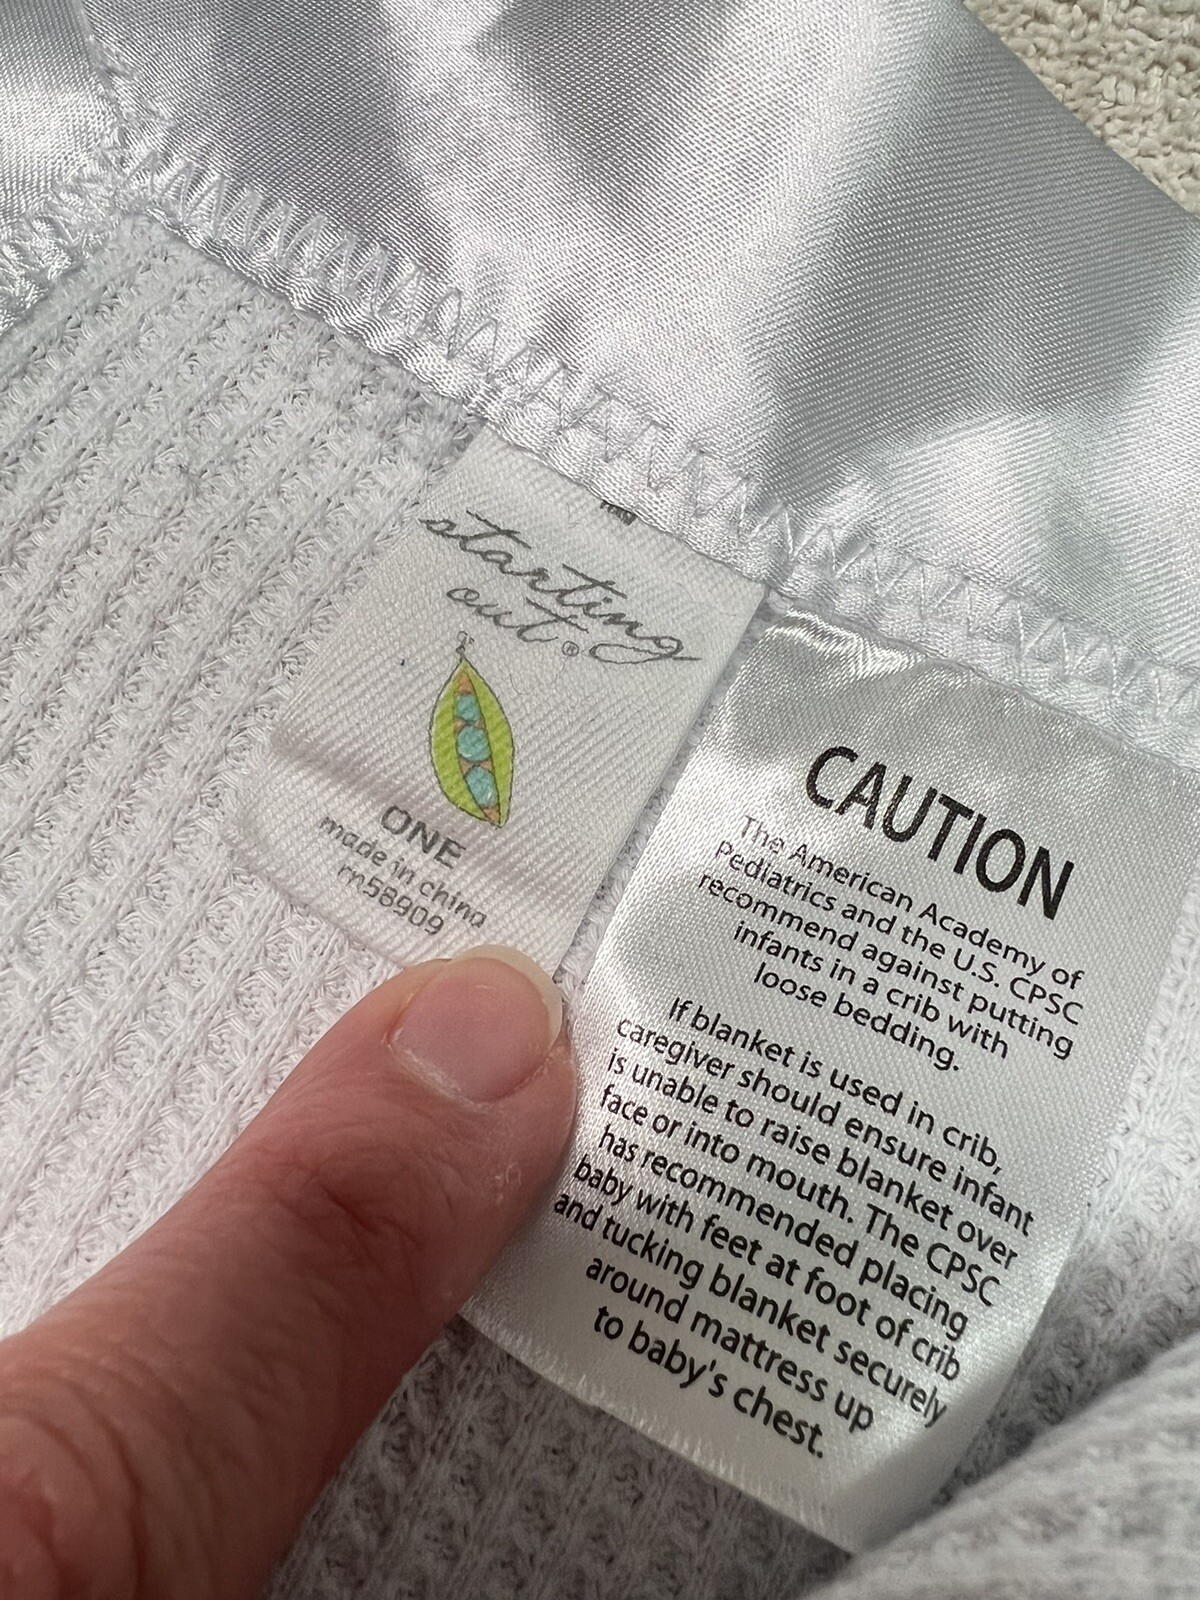 starting
out®
ONE
made in china
rn58909
CAUTION
The American Academy of
Pediatrics and the U.S. CPSC
recommend against putting
infants in a crib with
loose bedding.
If blanket is used in crib,
caregiver should ensure infant
is unable to raise blanket over
face or into mouth. The CPSC
has recommended placing
baby with feet at foot of crib
and tucking blanket securely
around mattress up
to baby's chest.